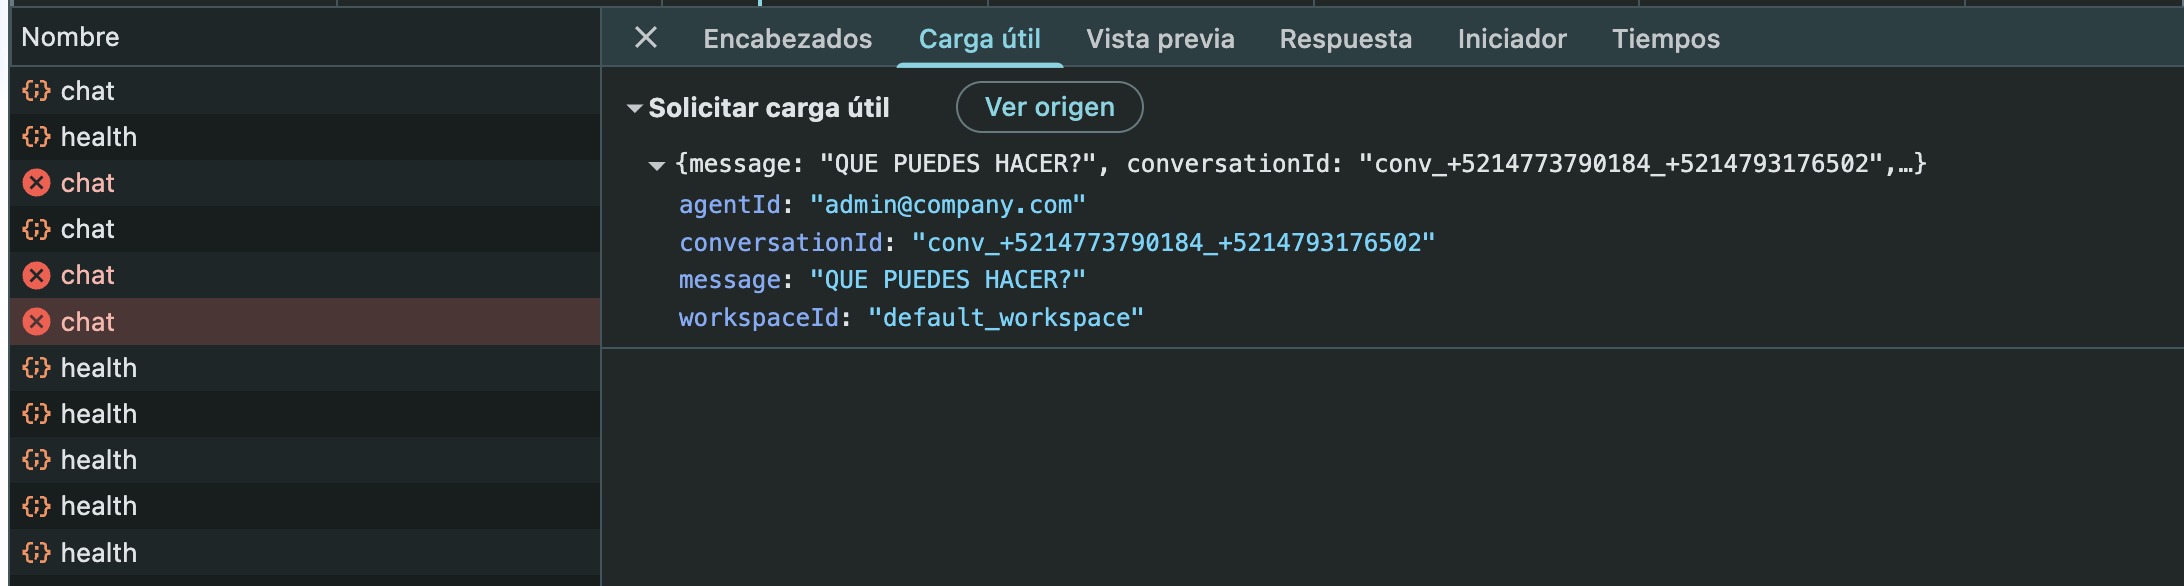 Nombre
chat
health
chat
chat
chat
chat
health
health
health
health
health
Encabezados Carga útil Vista previa Respuesta Iniciador Tiempos
Solicitar carga útil Ver origen
{message: "QUE PUEDES HACER?", conversationId: "conv_+5214773790184_+5214793176502",…}
agentId: "admin@company.com"
conversationId: "conv_+5214773790184_+5214793176502"
message: "QUE PUEDES HACER?"
workspaceId: "default_workspace"